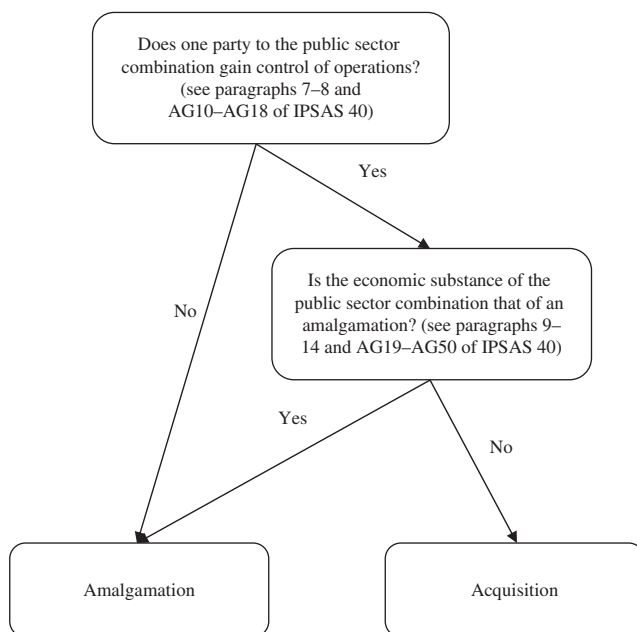 Does one party to the public sector
combination gain control of operations?
(see paragraphs 7–8 and
AG10–AG18 of IPSAS 40)
Yes
Is the economic substance of the
public sector combination that of an
amalgamation? (see paragraphs 9–
14 and AG19–AG50 of IPSAS 40)
No
Yes
No
Amalgamation
Acquisition